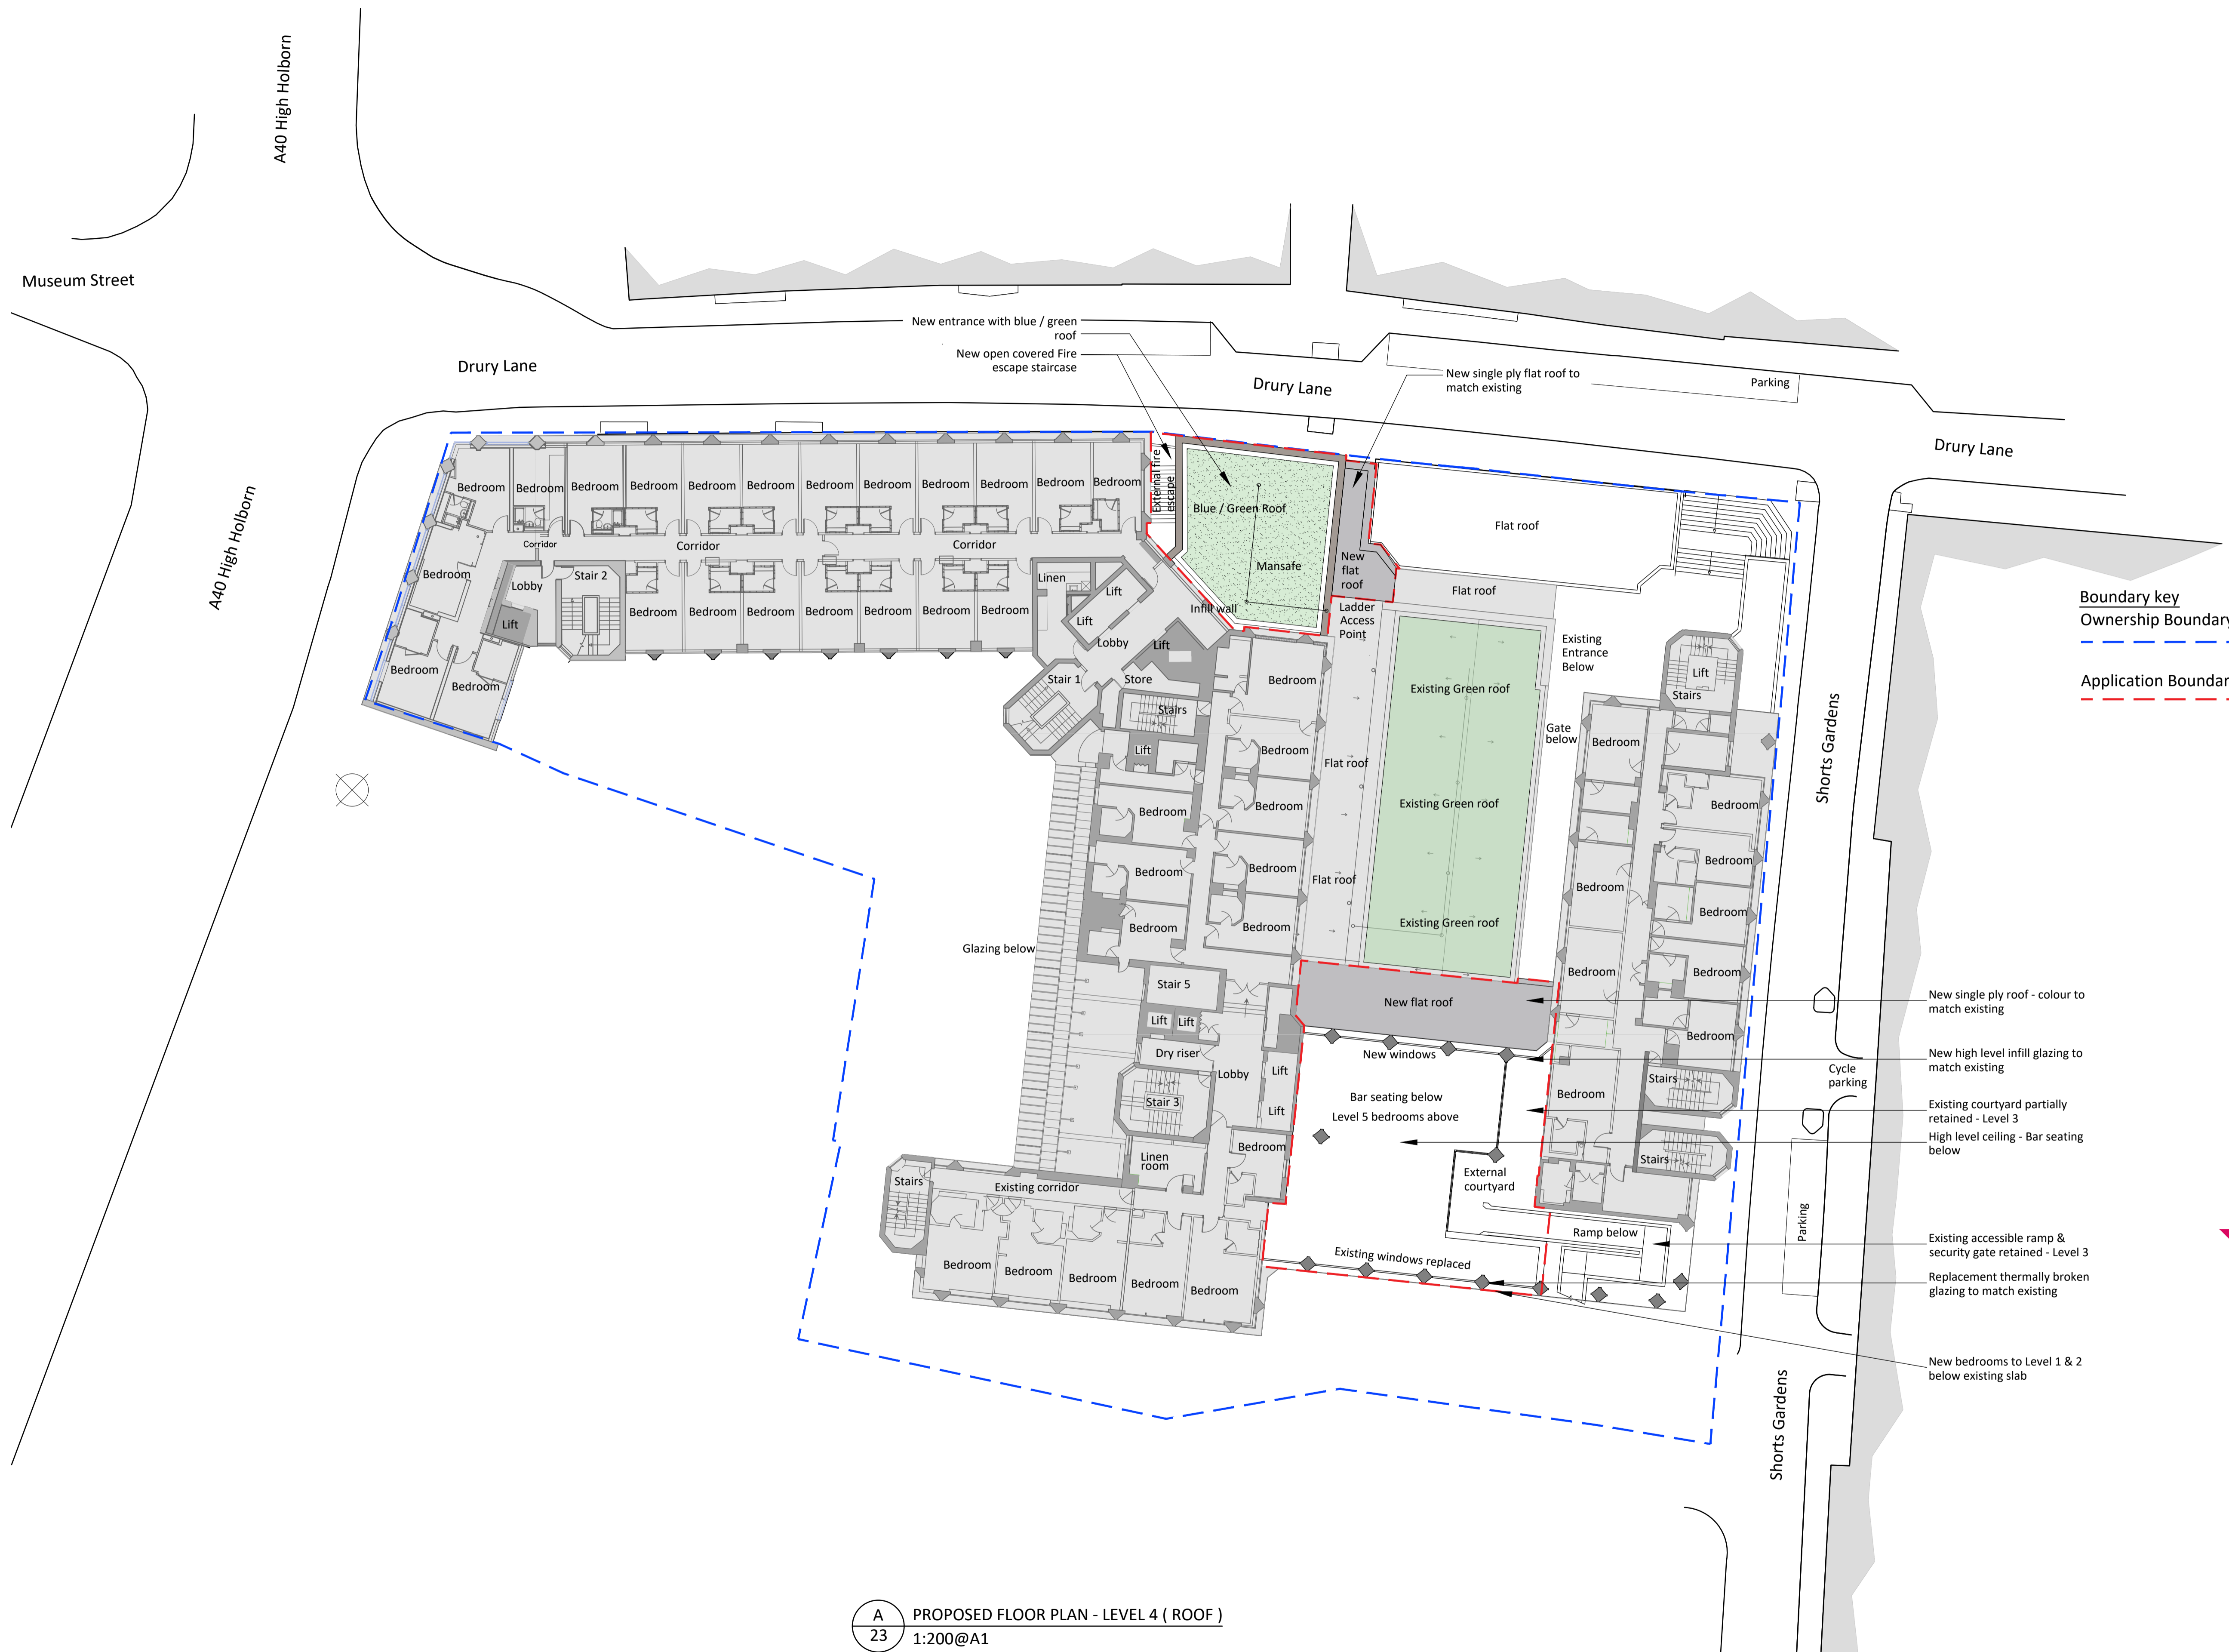 A40 High Holborn
Museum Street
A40 High Holborn
Drury Lane
Drury Lane
Drury Lane
Parking
New entrance with blue / green
roof
New open covered Fire
escape staircase
New single ply flat roof to
match existing
Bedroom
Bedroom
Bedroom
Bedroom
Bedroom
Bedroom
Bedroom
Bedroom
Bedroom
Bedroom
Bedroom
Bedroom
External fire
escape
Blue / Green Roof
Mansafe
New
flat
roof
Flat roof
Flat roof
Corridor
Corridor
Corridor
Bedroom
Lobby
Lift
Stair 2
Bedroom
Bedroom
Bedroom
Bedroom
Bedroom
Bedroom
Bedroom
Bedroom
Bedroom
Linen
Lift
Lift
Lobby
Lift
Infill wall
Ladder
Access
Point
Stair 1
Store
Stairs
Lift
Existing
Entrance
Below
Gate
below
Lift
Stairs
Shorts Gardens
Boundary key
Ownership Boundary
Application Boundar
Bedroom
Bedroom
Bedroom
Bedroom
Bedroom
Bedroom
Bedroom
Bedroom
Flat roof
Flat roof
Existing Green roof
Existing Green roof
Existing Green roof
Bedroom
Bedroom
Bedroom
Bedroom
Bedroom
Bedroom
Bedroom
Bedroom
Bedroom
Glazing below
Stair 5
Lift
Lift
Dry riser
Lobby
Stair 3
Lift
Lift
Bedroom
Linen
room
New flat roof
New windows
Bar seating below
Level 5 bedrooms above
External
courtyard
Stairs
Stairs
Ramp below
Existing windows replaced
Stairs
Existing corridor
Bedroom
Bedroom
Bedroom
Bedroom
Bedroom
Cycle
parking
Parking
Shorts Gardens
New single ply roof - colour to
match existing
New high level infill glazing to
match existing
Existing courtyard partially
retained - Level 3
High level ceiling - Bar seating
below
Existing accessible ramp &
security gate retained - Level 3
Replacement thermally broken
glazing to match existing
New bedrooms to Level 1 & 2
below existing slab
A
23
PROPOSED FLOOR PLAN - LEVEL 4 ( ROOF )
1:200@A1